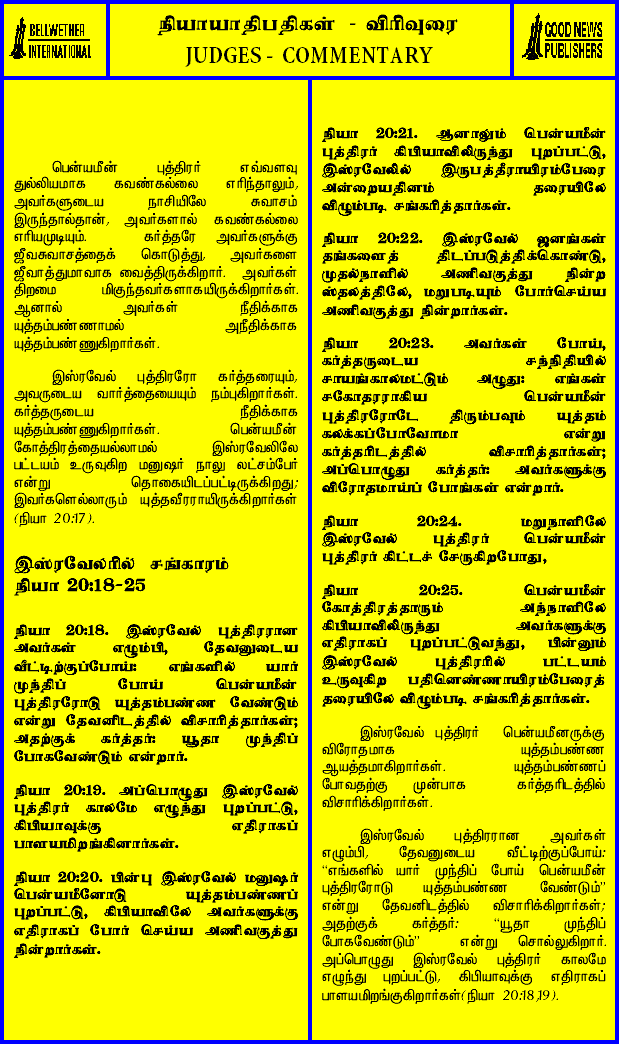 BELLWETHER
INTERNATIONAL
நியாயாதிபதிகள் - விரிவுரை
JUDGES - COMMENTARY
GOOD NEWS
PUBLISHERS
பென்யமீன் புத்திரர் எவ்வளவு
துல்லியமாக கவண்கல்லை எரிந்தாலும்,
அவர்களுடைய நாசியிலே சுவாசம்
இருந்தால்தான், அவர்களால் கவண்கல்லை
எரியமுடியும். கர்த்தரே அவர்களுக்கு
ஜீவசுவாசத்தைக் கொடுத்து, அவர்களை
ஜீவாத்துமாவாக வைத்திருக்கிறார். அவர்கள்
திறமை மிகுந்தவர்களாகயிருக்கிறார்கள்.
ஆனால் அவர்கள் நீதிக்காக
யுத்தம்பண்ணாமல் அநீதிக்காக
யுத்தம்பண்ணுகிறார்கள்.
இஸ்ரவேல் புத்திரரோ கர்த்தரையும்,
அவருடைய வார்த்தையையும் நம்புகிறார்கள்.
கர்த்தருடைய நீதிக்காக
யுத்தம்பண்ணுகிறார்கள். பென்யமீன்
கோத்திரத்தையல்லாமல் இஸ்ரவேலிலே
பட்டயம் உருவுகிற மனுஷர் நாலு லட்சம்பேர்
என்று தொகையிடப்பட்டிருக்கிறது;
இவர்களெல்லாரும் யுத்தவீரராயிருக்கிறார்கள்
(நியா 20:17).
இஸ்ரவேலரில் சங்காரம்
நியா 20:18-25
நியா 20:18. இஸ்ரவேல் புத்திரரான
அவர்கள் எழும்பி, தேவனுடைய
வீட்டிற்குப்போய்: எங்களில் யார்
முந்திப் போய் பென்யமீன்
புத்திரரோடு யுத்தம்பண்ண வேண்டும்
என்று தேவனிடத்தில் விசாரித்தார்கள்;
அதற்குக் கர்த்தர்: யூதா முந்திப்
போகவேண்டும் என்றார்.
நியா 20:19. அப்பொழுது இஸ்ரவேல்
புத்திரர் காலமே எழுந்து புறப்பட்டு,
கிபியாவுக்கு எதிராகப்
பாளயமிறங்கினார்கள்.
நியா 20:20. பின்பு இஸ்ரவேல் மனுஷர்
பென்யமீனோடு யுத்தம்பண்ணப்
புறப்பட்டு, கிபியாவிலே அவர்களுக்கு
எதிராகப் போர் செய்ய அணிவகுத்து
நின்றார்கள்.
நியா 20:21. ஆனாலும் பென்யமீன்
புத்திரர் கிபியாவிலிருந்து புறப்பட்டு,
இஸ்ரவேலில் இருபத்தீராயிரம்பேரை
அன்றையதினம் தரையிலே
விழும்படி சங்கரித்தார்கள்.
நியா 20:22. இஸ்ரவேல் ஜனங்கள்
தங்களைத் திடப்படுத்திக்கொண்டு,
முதல்நாளில் அணிவகுத்து நின்ற
ஸ்தலத்திலே, மறுபடியும் போர்செய்ய
அணிவகுத்து நின்றார்கள்.
நியா 20:23. அவர்கள் போய்,
கர்த்தருடைய சந்நிதியில்
சாயங்காலமட்டும் அழுது: எங்கள்
சகோதரராகிய பென்யமீன்
புத்திரரோடே திரும்பவும் யுத்தம்
கலக்கப்போவோமா என்று
கர்த்தரிடத்தில் விசாரித்தார்கள்;
அப்பொழுது கர்த்தர்: அவர்களுக்கு
விரோதமாய்ப் போங்கள் என்றார்.
நியா 20:24. மறுநாளிலே
இஸ்ரவேல் புத்திரர் பென்யமீன்
புத்திரர் கிட்டச் சேருகிறபோது,
நியா 20:25. பென்யமீன்
கோத்திரத்தாரும் அந்நாளிலே
கிபியாவிலிருந்து அவர்களுக்கு
எதிராகப் புறப்பட்டுவந்து, பின்னும்
இஸ்ரவேல் புத்திரரில் பட்டயம்
உருவுகிற பதினெண்ணாயிரம்பேரைத்
தரையிலே விழும்படி சங்கரித்தார்கள்.
இஸ்ரவேல் புத்திரர் பென்யமீனருக்கு
விரோதமாக யுத்தம்பண்ண
ஆயத்தமாகிறார்கள். யுத்தம்பண்ணப்
போவதற்கு முன்பாக கர்த்தரிடத்தில்
விசாரிக்கிறார்கள்.
இஸ்ரவேல் புத்திரரான அவர்கள்
எழும்பி, தேவனுடைய வீட்டிற்குப்போய்:
"எங்களில் யார் முந்திப் போய் பென்யமீன்
புத்திரரோடு யுத்தம்பண்ண வேண்டும்"
என்று தேவனிடத்தில் விசாரிக்கிறார்கள்;
அதற்குக் கர்த்தர்: "யூதா முந்திப்
போகவேண்டும்" என்று சொல்லுகிறார்.
அப்பொழுது இஸ்ரவேல் புத்திரர் காலமே
எழுந்து புறப்பட்டு, கிபியாவுக்கு எதிராகப்
பாளயமிறங்குகிறார்கள்(நியா 20:18,19).